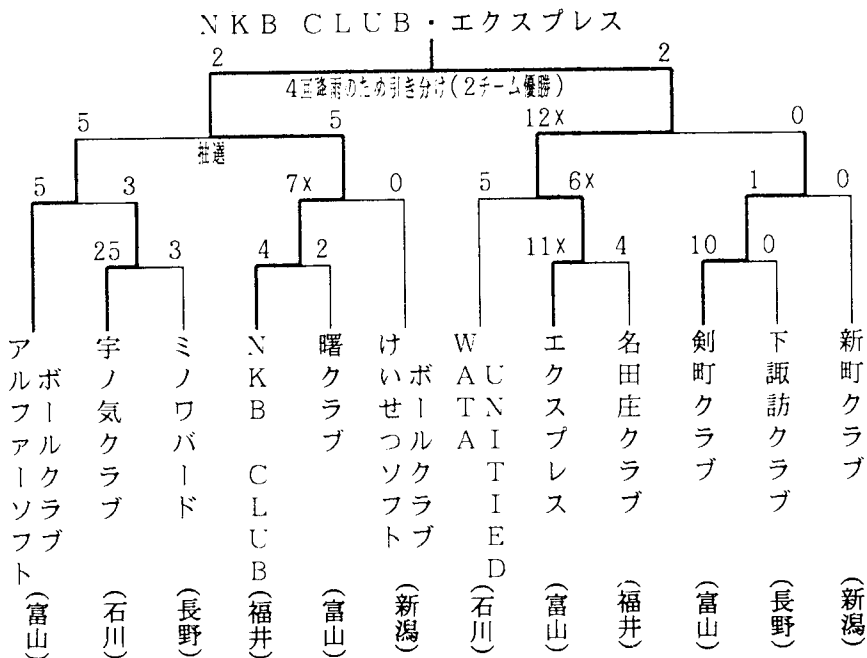 NKB CLUB・エクスプレス
2 2
4回降雨のため引き分け(2チーム優勝)
5 5 12x 0
抽選
5 3 7x 0 5 6x 1 0
25 3 4 2 11x 4 10 0
アルファーソフト
ボールクラブ
(富山)
宇ノ気クラブ
(石川)
ミノワバード
(長野)
NKB CLUB
(福井)
曙クラブ
(富山)
けいせつソフト
ボールクラブ
(新潟)
WATA
UNITIED
(石川)
エクスプレス
(富山)
名田庄クラブ
(福井)
剣町クラブ
(富山)
下諏訪クラブ
(長野)
新町クラブ
(新潟)